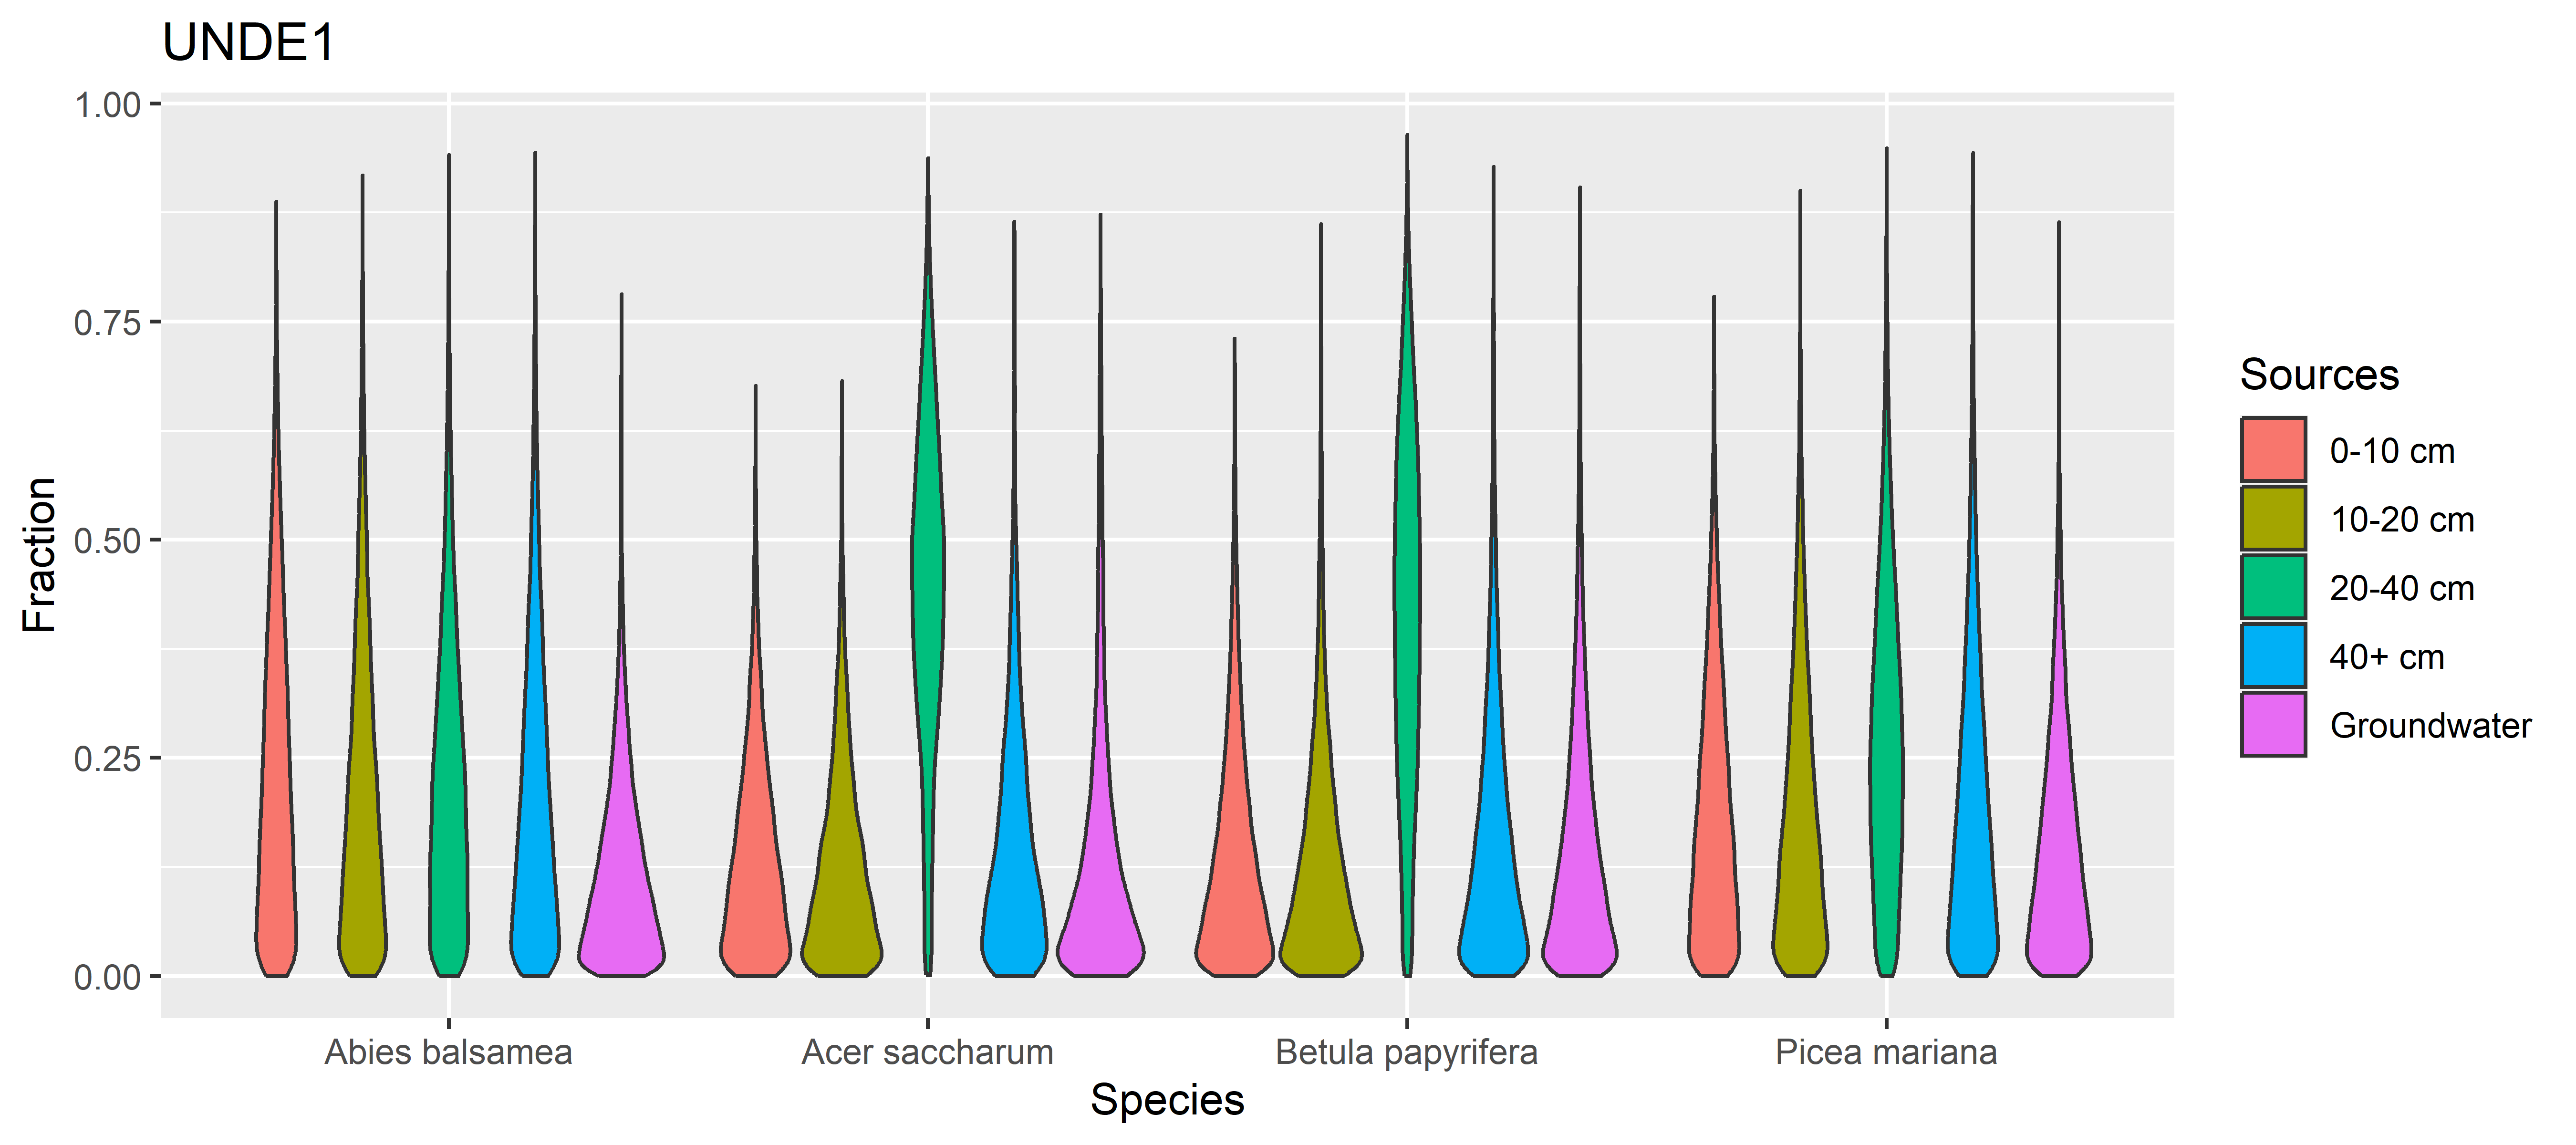 UNDE1
1.00
0.75
0.50
0.25
0.00
Fraction
Abies balsamea
Acer saccharum
Betula papyrifera
Picea mariana
Species
Sources
0-10 cm
10-20 cm
20-40 cm
40+ cm
Groundwater